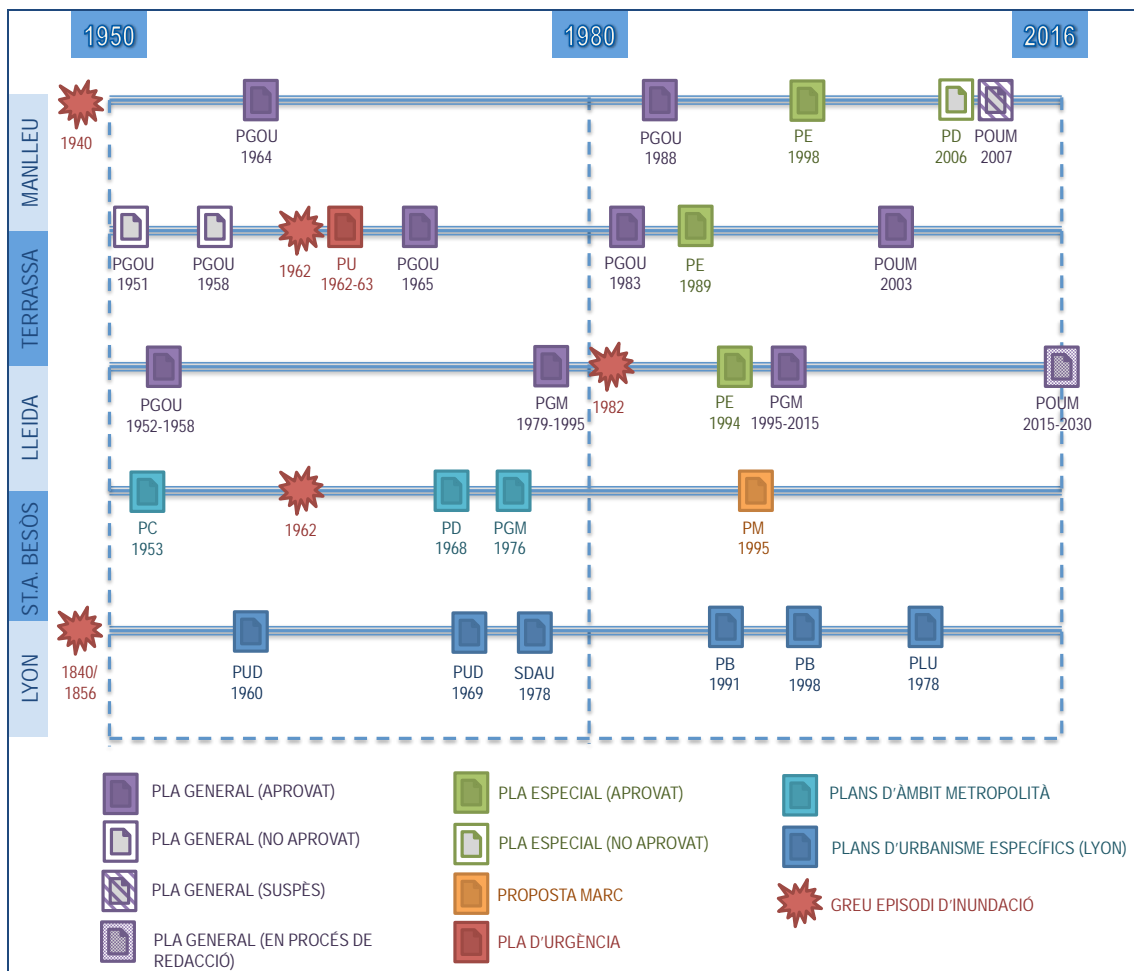 1950
1980
2016
MANLLEU
1940
PGOU
1964
PGOU
1988
PE
1998
PD
2006
POUM
2007
TERRASSA
PGOU
1951
PGOU
1958
1962
PU
1962-63
PGOU
1965
PGOU
1983
PE
1989
POUM
2003
LLEIDA
PGOU
1952-1958
PGM
1979-1995
1982
PE
1994
PGM
1995-2015
POUM
2015-2030
ST.A. BESÒS
PC
1953
1962
PD
1968
PGM
1976
PM
1995
LYON
1840/
1856
PUD
1960
PUD
1969
SDAU
1978
PB
1991
PB
1998
PLU
1978
PLA GENERAL (APROVAT)
PLA GENERAL (NO APROVAT)
PLA GENERAL (SUSPÈS)
PLA GENERAL (EN PROCÉS DE
REDACCIÓ)
PLA ESPECIAL (APROVAT)
PLA ESPECIAL (NO APROVAT)
PROPOSTA MARC
PLA D'URGÈNCIA
PLANS D'ÀMBIT METROPOLITÀ
PLANS D'URBANISME ESPECÍFICS (LYON)
GREU EPISODI D'INUNDACIÓ